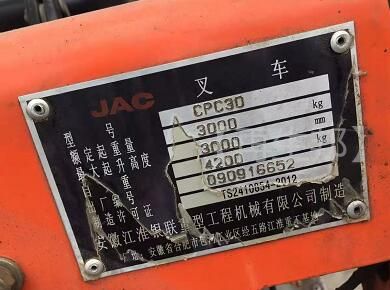 JAC 叉车
型号 CPC30
额定起重量 3000 kg
最大起升高度 3000 mm
自重 4200 kg
出厂编号 090916652
制造许可证 TS2410654-2012
安徽江淮银联重型工程机械有限公司制造